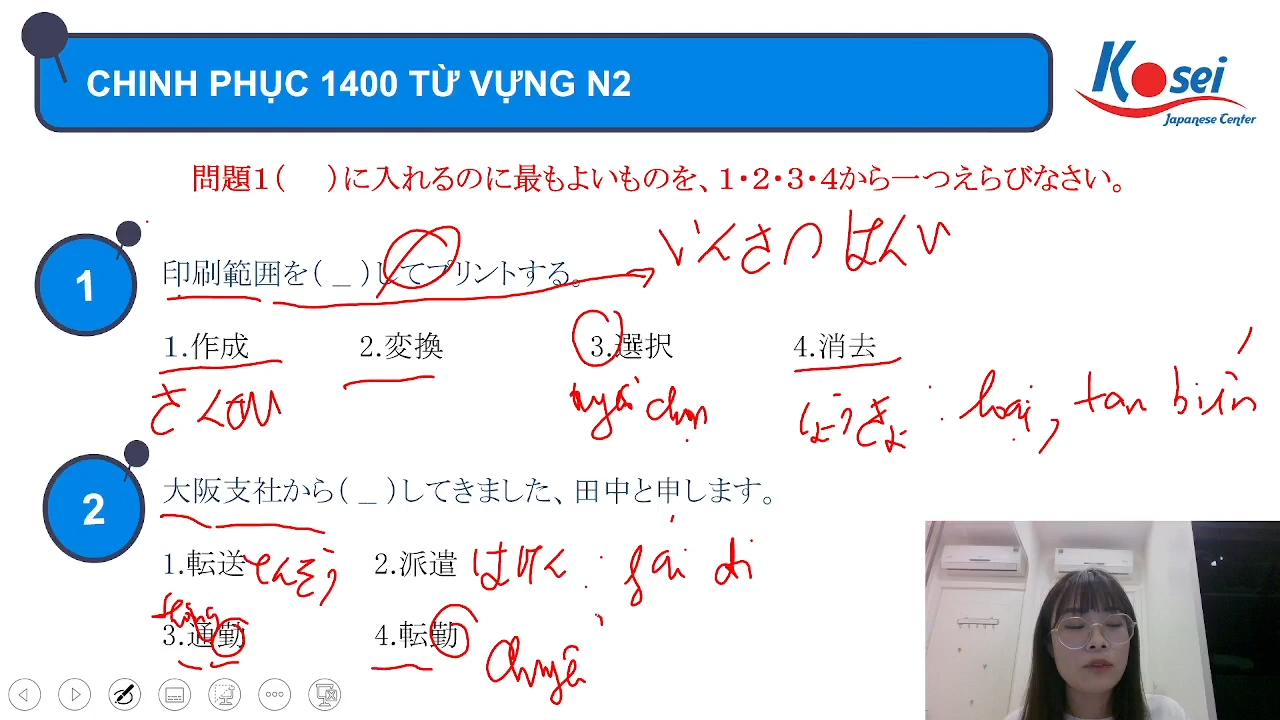 CHINH PHỤC 1400 TỪ VỰNG N2
Kosei
Japanese Center
問題1( )に入れるのに最もよいものを、1・2・3・4から一つえらびなさい。
いんさつ はんい
1
印刷範囲を( _ )してプリントする。
1.作成 2.変換 3.選択 4.消去
さくせい
chọn
しょうきょ : loại, tan biến
2
大阪支社から( _ )してきました、田中と申します。
1.転送 てんそう 2.派遣 はけん : gái đi
3.通勤 4.転勤